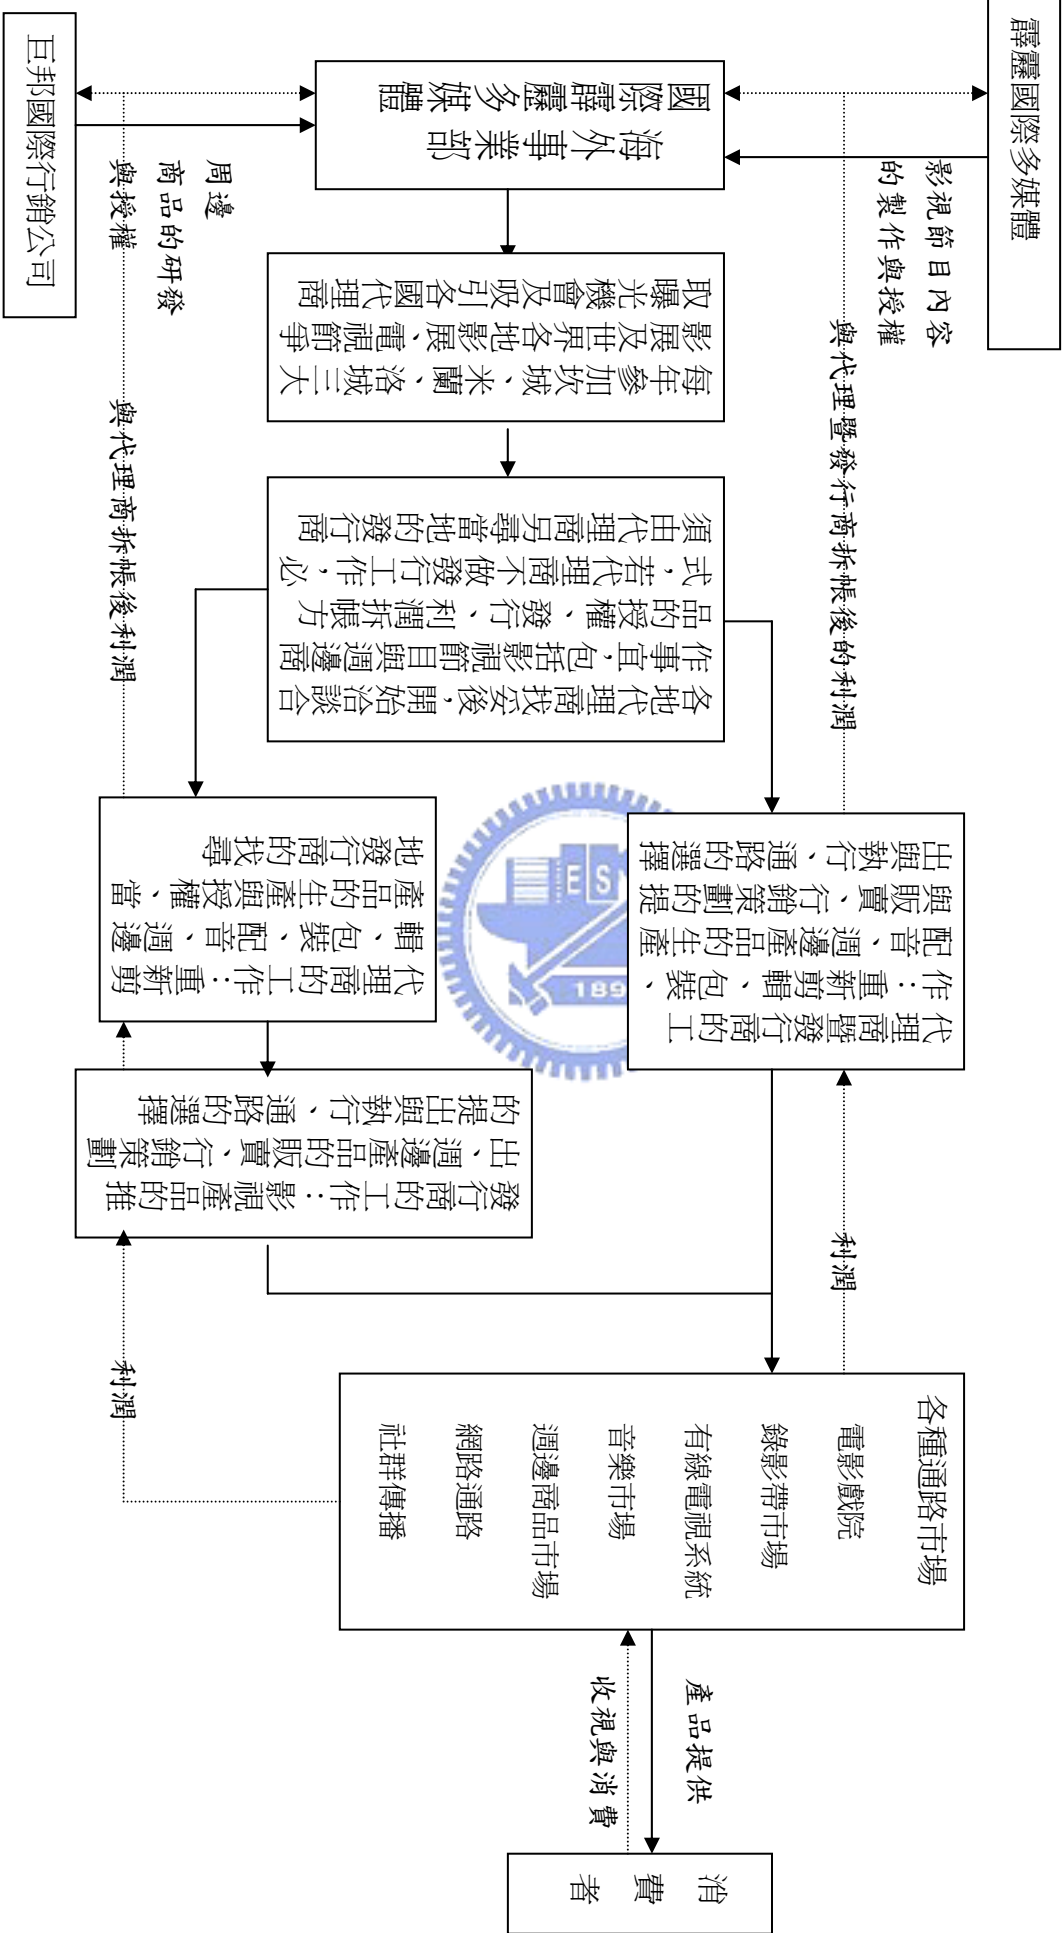 霹靂國際多媒體
影視節目內容
的製作與授權
與代理暨發行商拆帳後的利潤
國際霹靂多媒體
海外事業部
巨邦國際行銷公司
周邊
商品的研發
與授權
與代理商拆帳後利潤
每年參加坎城、米蘭、洛城三大
影展及世界各地影展、電視節爭
取曝光機會及吸引各國代理商
各地代理商找妥後，開始洽談合
作事宜，包括影視節目與週邊商
品的授權、發行、利潤拆帳方
式，若代理商不做發行工作，必
須由代理商另尋當地的發行商
代理商暨發行商的工
作：重新剪輯、包裝、
配音、週邊產品的生產
與販賣，行銷策劃的提
出與執行、通路的選擇
代理商的工作：重新剪
輯、包裝、配音、週邊
產品的生產與授權、當
地發行商的找尋
ES
189
發行商的工作：影視產品的推
出、週邊產品的販賣，行銷策劃
的提出與執行、通路的選擇
利潤
利潤
各種通路市場
電影戲院
錄影帶市場
有線電視系統
音樂市場
週邊商品市場
網路通路
社群傳播
產品提供
收視與消費
消費者